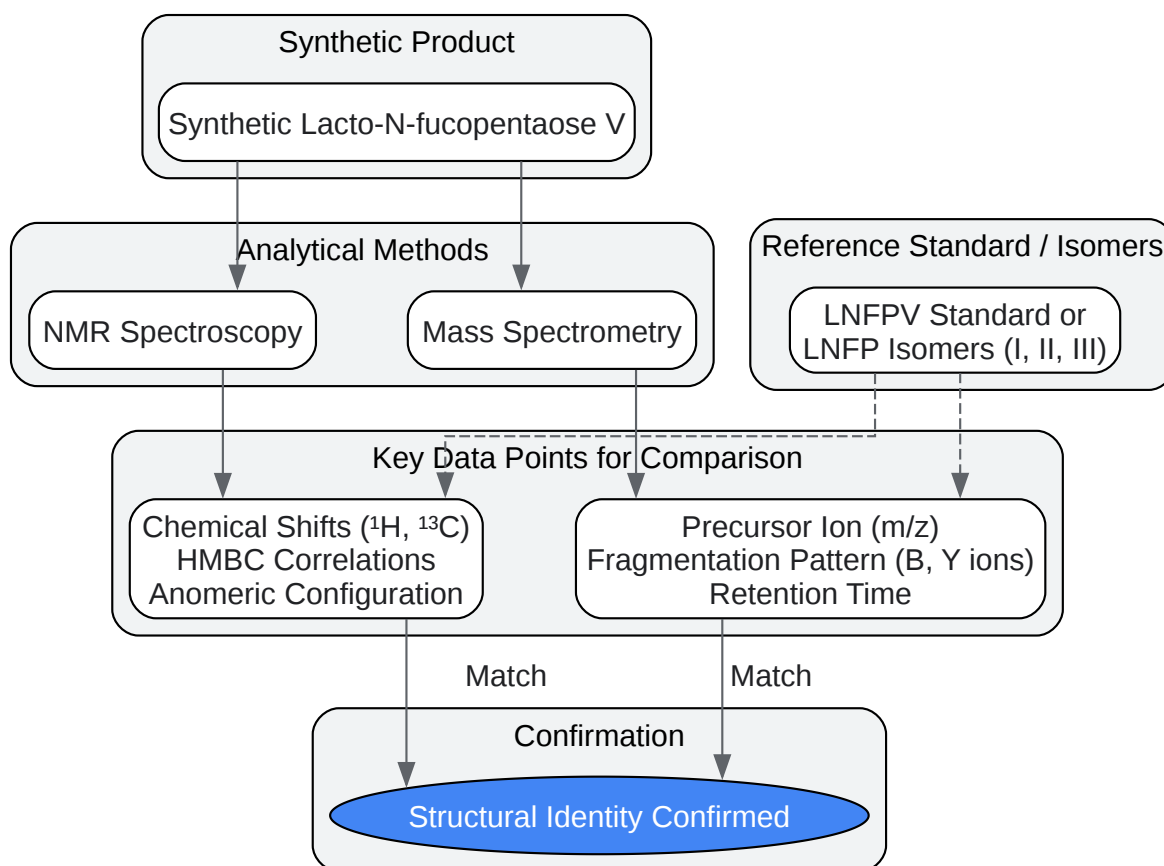 Synthetic Product
Synthetic Lacto-N-fucopentaose V
Analytical Methods
NMR Spectroscopy
Mass Spectrometry
Reference Standard / Isomers
LNFPV Standard or
LNFP Isomers (I, II, III)
Key Data Points for Comparison
Chemical Shifts (¹H, ¹³C)
HMBC Correlations
Anomeric Configuration
Precursor Ion (m/z)
Fragmentation Pattern (B, Y ions)
Retention Time
Match
Match
Confirmation
Structural Identity Confirmed